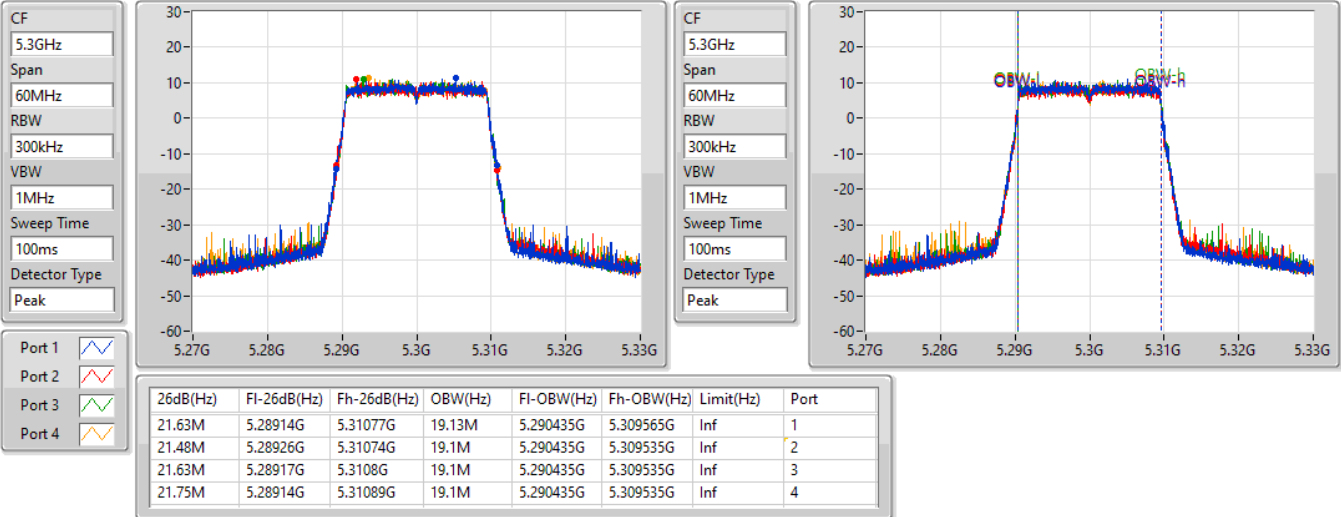 CF
5.3GHz
Span
60MHz
RBW
300kHz
VBW
1MHz
Sweep Time
100ms
Detector Type
Peak
30
20
10
0
-10
-20
-30
-40
-50
-60
5.27G 5.28G 5.29G 5.3G 5.31G 5.32G 5.33G
CF
5.3GHz
Span
60MHz
RBW
300kHz
VBW
1MHz
Sweep Time
100ms
Detector Type
Peak
30
20
10
0
-10
-20
-30
-40
-50
-60
OBW-l OBW-h
5.27G 5.28G 5.29G 5.3G 5.31G 5.32G 5.33G
Port 1
Port 2
Port 3
Port 4
26dB(Hz) Fl-26dB(Hz) Fh-26dB(Hz) OBW(Hz) Fl-OBW(Hz) Fh-OBW(Hz) Limit(Hz) Port
21.63M 5.28914G 5.31077G 19.13M 5.290435G 5.309565G Inf 1
21.48M 5.28926G 5.31074G 19.1M 5.290435G 5.309535G Inf 2
21.63M 5.28917G 5.3108G 19.1M 5.290435G 5.309535G Inf 3
21.75M 5.28914G 5.31089G 19.1M 5.290435G 5.309535G Inf 4